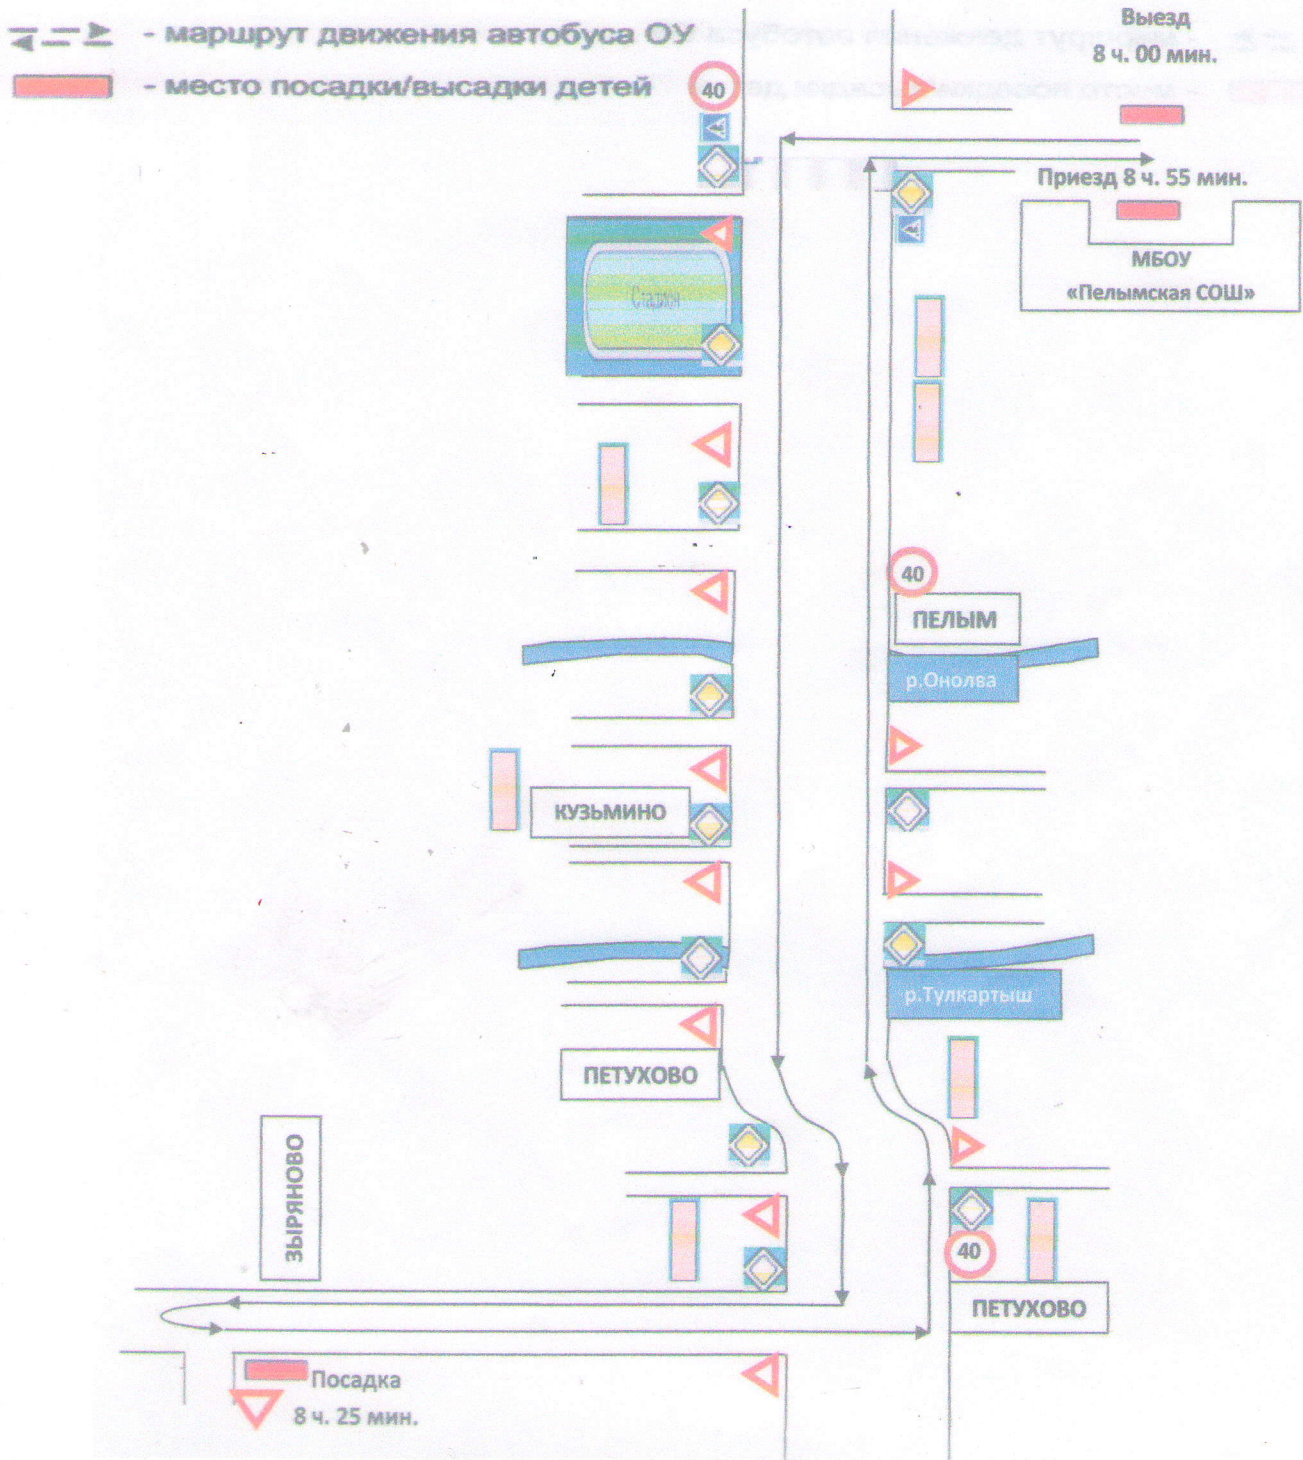 - маршрут движения автобуса ОУ
- место посадки/высадки детей
Выезд
8 ч. 00 мин.
40
Приезд 8 ч. 55 мин.
МБОУ
«Пелымская СОШ»
Стадион
40
ПЕЛЫМ
р.Онолва
КУЗЬМИНО
р.Тулкартыш
ПЕТУХОВО
ЗЫРЯНОВО
40
ПЕТУХОВО
Посадка
8 ч. 25 мин.